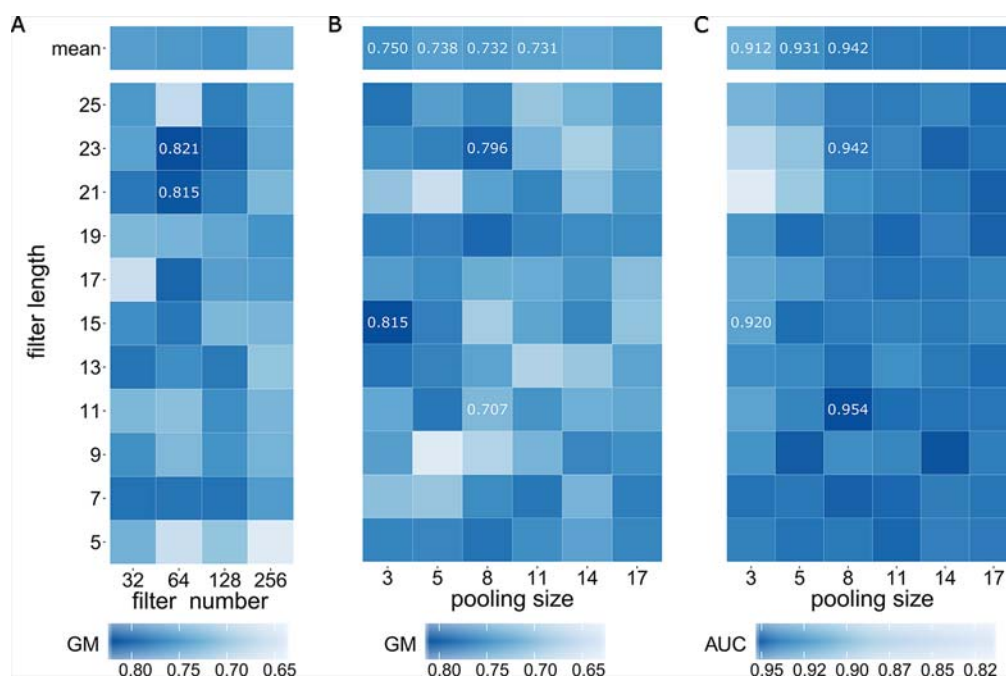 A
B
C
mean
0.750 0.738 0.732 0.731
0.912 0.931 0.942
25
23
0.821
0.796
0.942
21
0.815
19
17
15
0.815
0.920
13
11
0.707
0.954
9
7
5
filter length
32 64 128 256
3 5 8 11 14 17
3 5 8 11 14 17
filter number
pooling size
pooling size
GM
0.80 0.75 0.70 0.65
GM
0.80 0.75 0.70 0.65
AUC
0.95 0.92 0.90 0.87 0.85 0.82